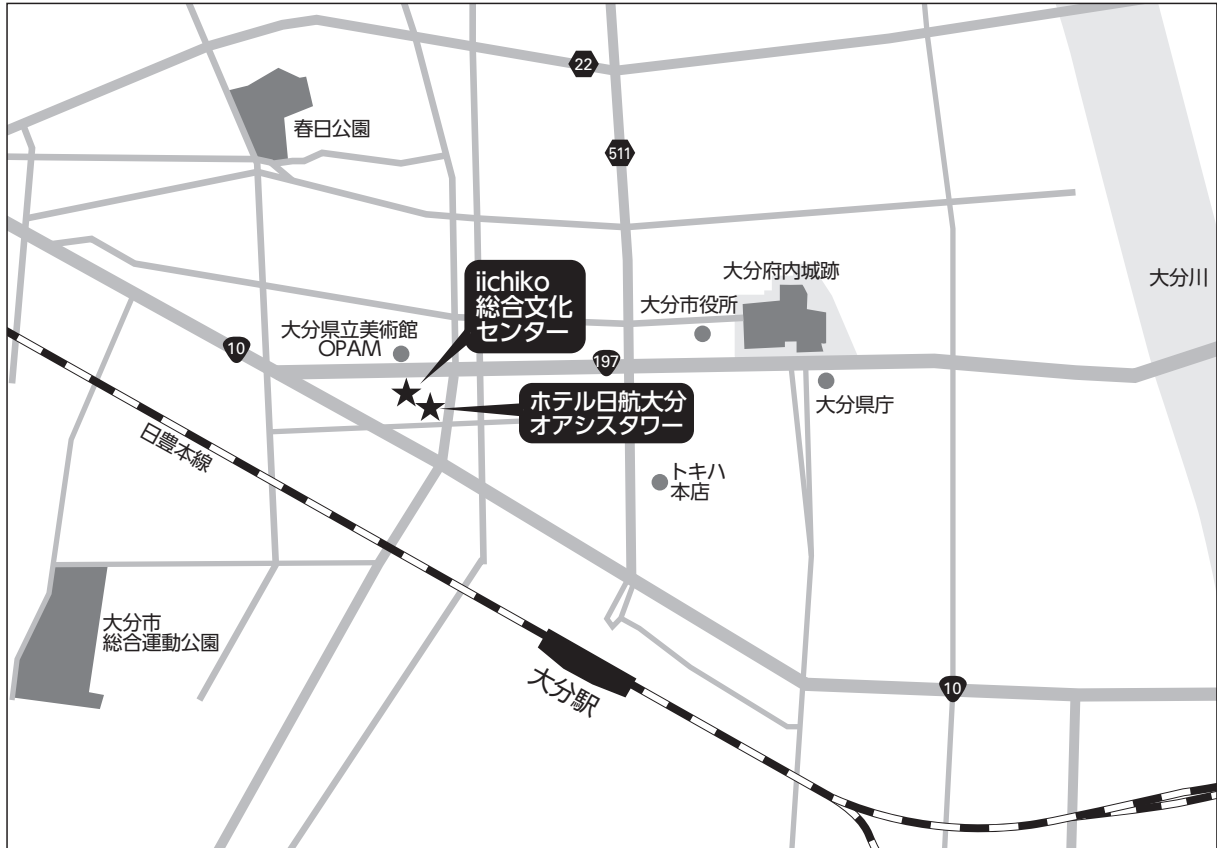 22
春日公園
511
iichiko
総合文化
センター
大分府内城跡
大分市役所
大分川
大分県立美術館
OPAM
10
197
ホテル日航大分
オアシスタワー
大分県庁
日豊本線
トキハ
本店
大分市
総合運動公園
大分駅
10